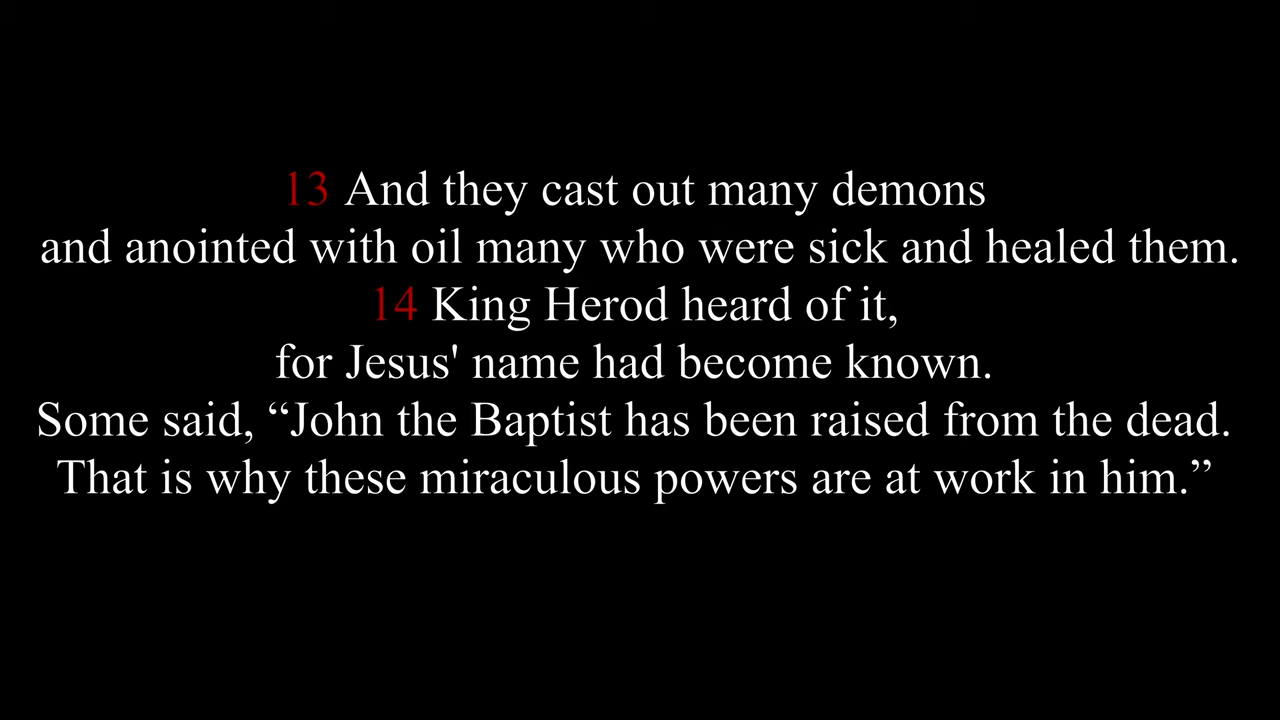 13 And they cast out many demons
and anointed with oil many who were sick and healed them.
14 King Herod heard of it,
for Jesus' name had become known.
Some said, “John the Baptist has been raised from the dead.
That is why these miraculous powers are at work in him.”